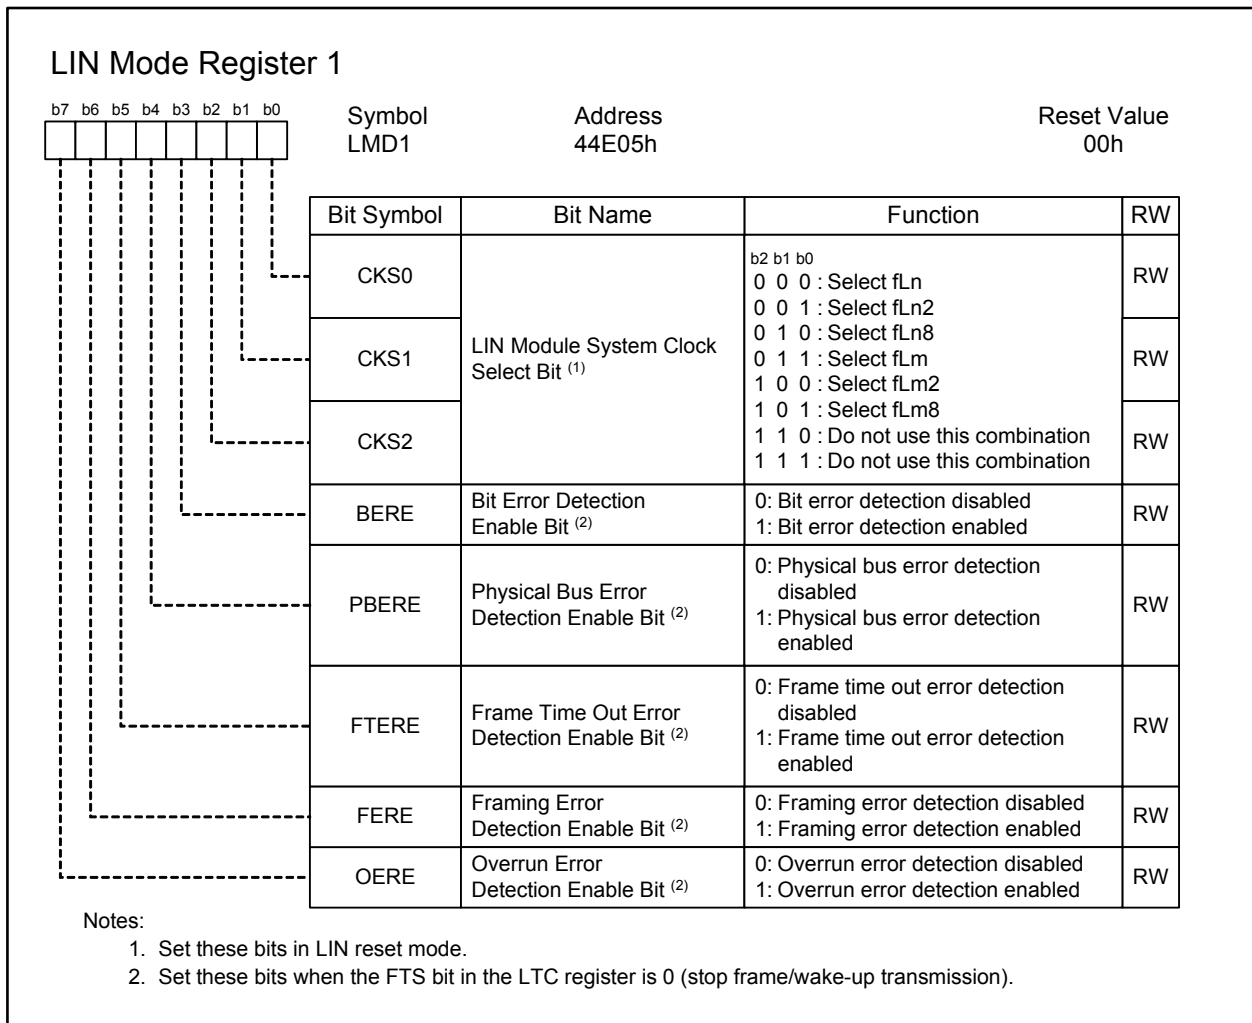 LIN Mode Register 1
b7 b6 b5 b4 b3 b2 b1 b0
Symbol Address Reset Value
LMD1 44E05h 00h
Bit Symbol Bit Name Function RW
CKS0 RW
CKS1 RW
CKS2 RW
LIN Module System Clock
Select Bit (1)
b2 b1 b0
0 0 0 : Select fLn
0 0 1 : Select fLn2
0 1 0 : Select fLn8
0 1 1 : Select fLm
1 0 0 : Select fLm2
1 0 1 : Select fLm8
1 1 0 : Do not use this combination
1 1 1 : Do not use this combination
BERE
Bit Error Detection
Enable Bit (2)
0: Bit error detection disabled
1: Bit error detection enabled
RW
PBERE
Physical Bus Error
Detection Enable Bit (2)
0: Physical bus error detection
disabled
1: Physical bus error detection
enabled
RW
FTERE
Frame Time Out Error
Detection Enable Bit (2)
0: Frame time out error detection
disabled
1: Frame time out error detection
enabled
RW
FERE
Framing Error
Detection Enable Bit (2)
0: Framing error detection disabled
1: Framing error detection enabled
RW
OERE
Overrun Error
Detection Enable Bit (2)
0: Overrun error detection disabled
1: Overrun error detection enabled
RW
Notes:
1. Set these bits in LIN reset mode.
2. Set these bits when the FTS bit in the LTC register is 0 (stop frame/wake-up transmission).